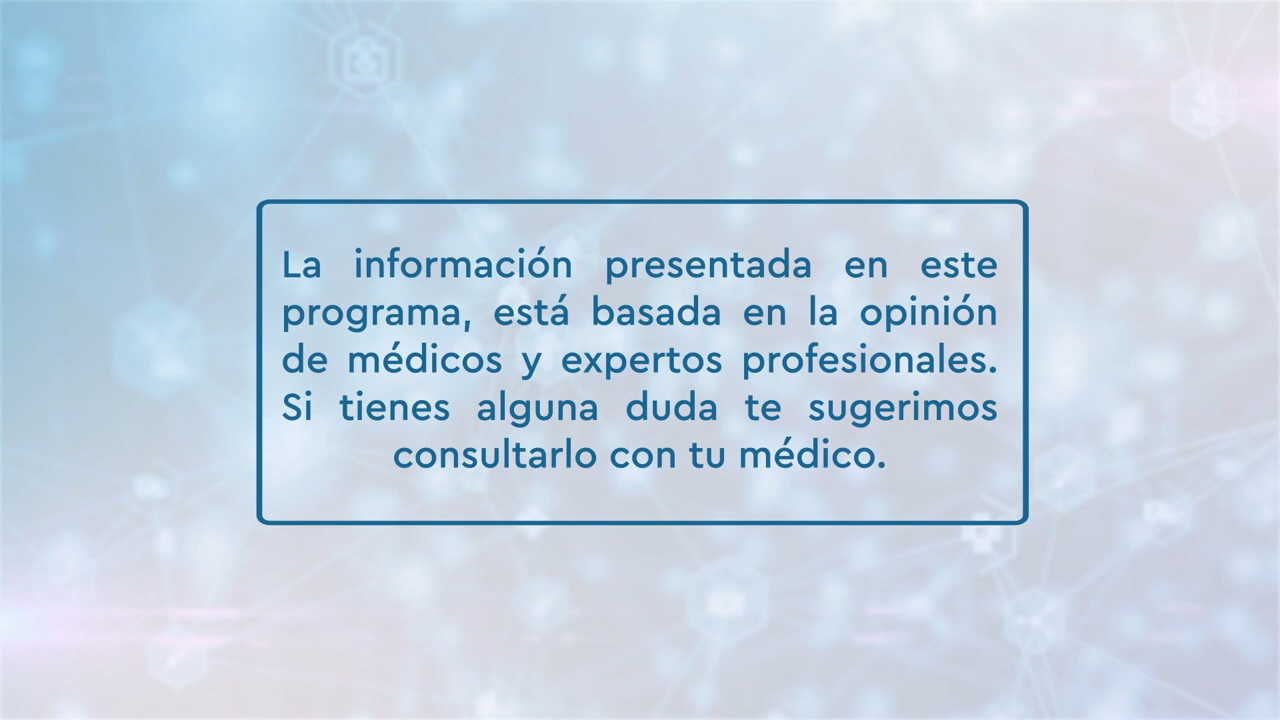 La información presentada en este
programa, está basada en la opinión
de médicos y expertos profesionales.
Si tienes alguna duda te sugerimos
consultarlo con tu médico.